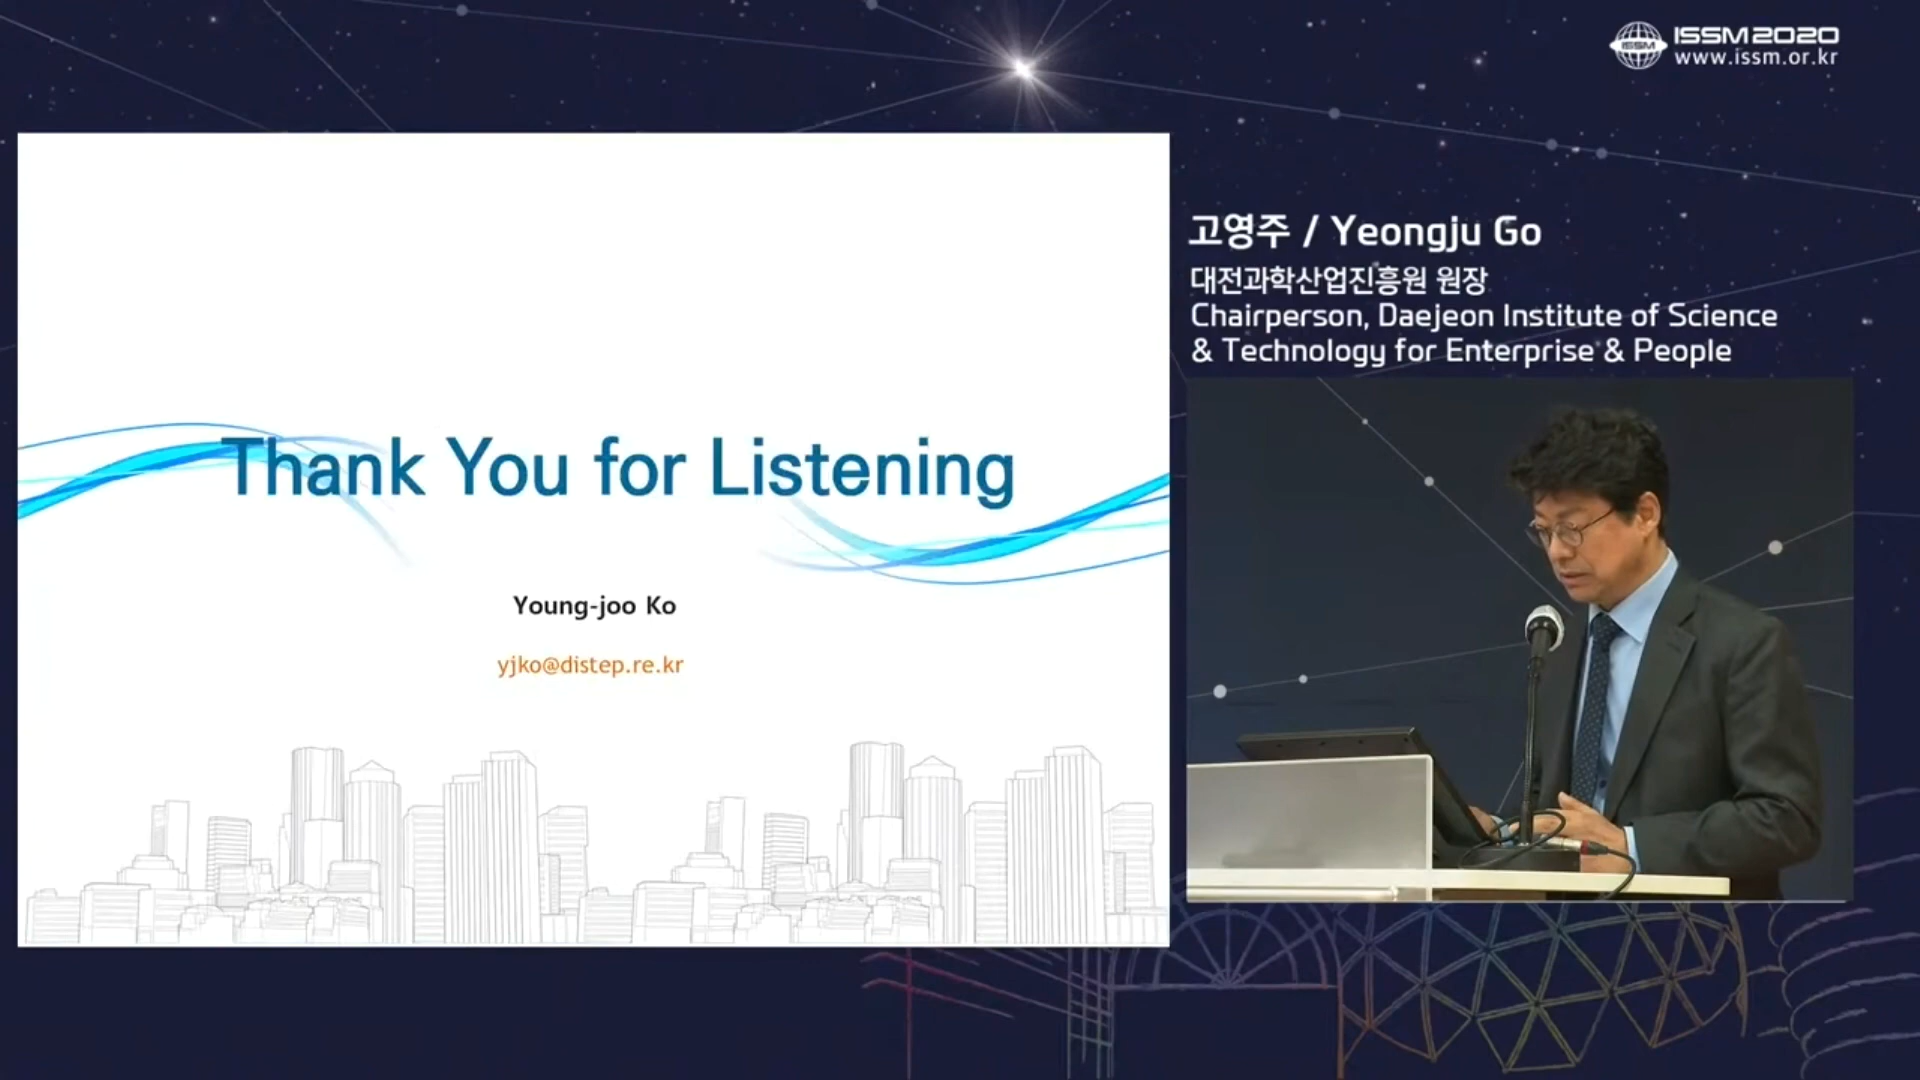 ISSM
ISSM2020
www.issm.or.kr
Thank You for Listening
Young-joo Ko
yjko@distep.re.kr
고영주 / Yeongju Go
대전과학산업진흥원 원장
Chairperson, Daejeon Institute of Science
& Technology for Enterprise & People